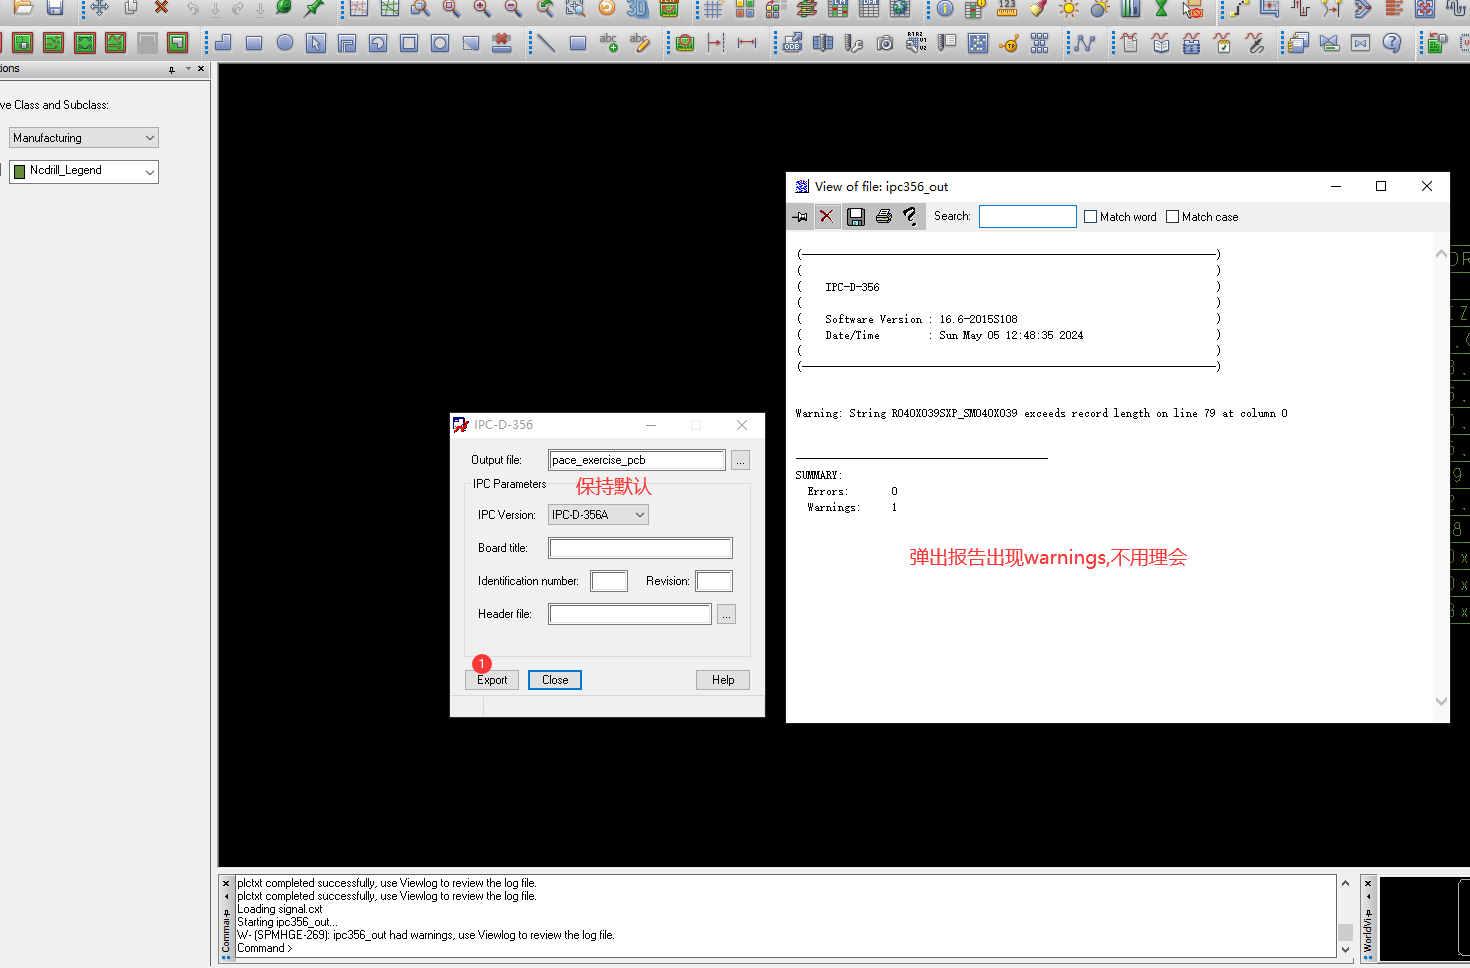 ions
ve Class and Subclass:
Manufacturing
Ncdrill_Legend
View of file: ipc356_out
Search:
Match word
Match case
IPC-D-356
Software Version : 16.6-2015S108
Date/Time : Sun May 05 12:48:35 2024
Warning: String R040X039SXP_SM040X039 exceeds record length on line 79 at column 0
SUMMARY:
Errors: 0
Warnings: 1
弹出报告出现warnings,不用理会
IPC-D-356
Output file: pace_exercise_pcb ...
IPC Parameters
保持默认
IPC Version: IPC-D-356A
Board title:
Identification number:
Revision:
Header file: ...
1
Export
Close
Help
plctxt completed successfully, use Viewlog to review the log file.
plctxt completed successfully, use Viewlog to review the log file.
Loading signal.cxt
Starting ipc356_out...
W- (SPMHGE-269): ipc356_out had warnings, use Viewlog to review the log file.
Command >